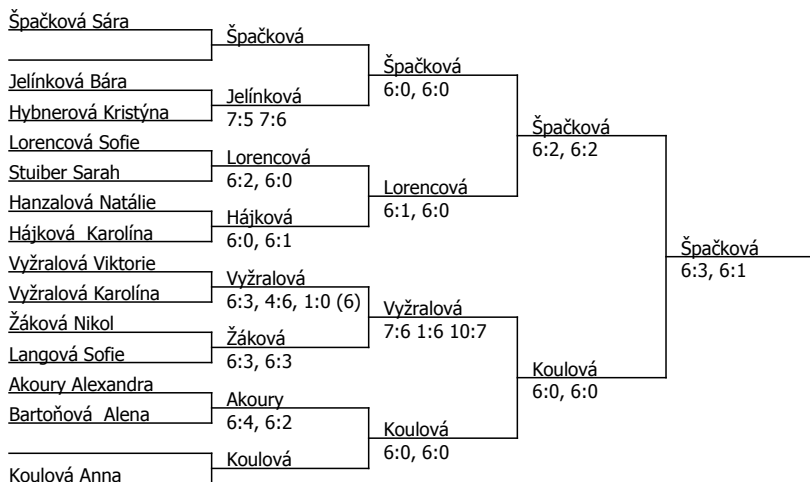 Špačková Sára
Jelínková Bára
Hybnerová Kristýna
Lorencová Sofie
Stuiber Sarah
Hanzalová Natálie
Hájková Karolína
Vyžralová Viktorie
Vyžralová Karolína
Žáková Nikol
Langová Sofie
Akoury Alexandra
Bartoňová Alena
Koulová Anna
Špačková
Jelínková
7:5 7:6
Lorencová
6:2, 6:0
Hájková
6:0, 6:1
Vyžralová
6:3, 4:6, 1:0 (6)
Žáková
6:3, 6:3
Akoury
6:4, 6:2
Koulová
Špačková
6:0, 6:0
Lorencová
6:1, 6:0
Vyžralová
7:6 1:6 10:7
Koulová
6:0, 6:0
Špačková
6:2, 6:2
Koulová
6:0, 6:0
Špačková
6:3, 6:1